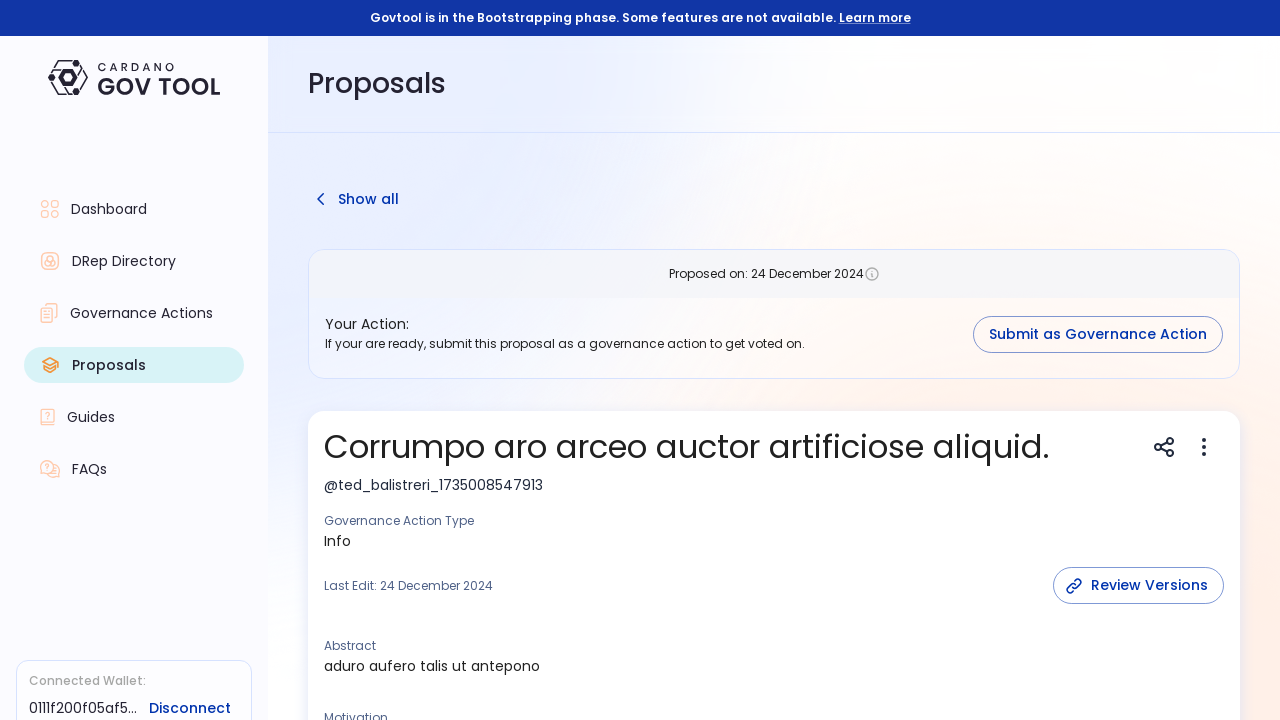 Govtool is in the Bootstrapping phase. Some features are not available. Learn more
CARDANO
GOV TOOL
Dashboard
DRep Directory
Governance Actions
Proposals
Guides
FAQs
Connected Wallet:
0111f200f05af5... Disconnect
Proposals
Show all
Proposed on: 24 December 2024
Your Action:
If your are ready, submit this proposal as a governance action to get voted on.
Submit as Governance Action
Corrumpo aro arceo auctor artificiose aliquid.
@ted_balistreri_1735008547913
Governance Action Type
Info
Last Edit: 24 December 2024
Review Versions
Abstract
aduro aufero talis ut antepono
Motivation